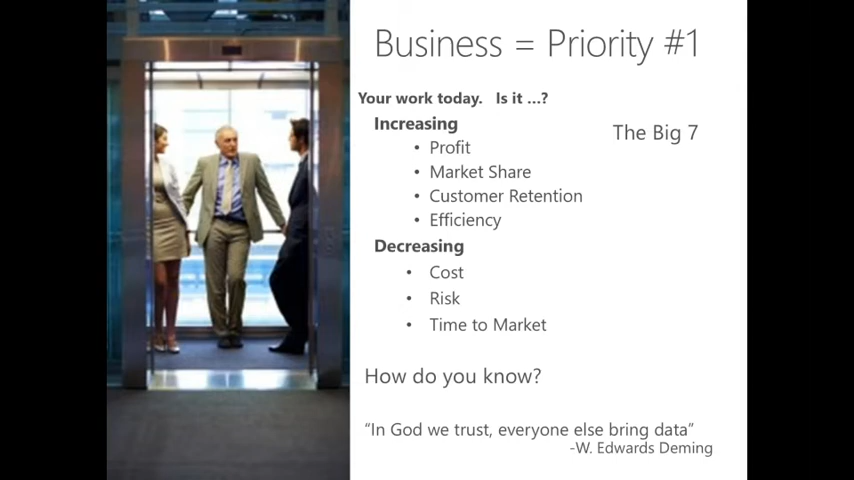 Business = Priority #1
Your work today. Is it ...?
Increasing
The Big 7
• Profit
• Market Share
• Customer Retention
• Efficiency
Decreasing
• Cost
• Risk
• Time to Market
How do you know?
“In God we trust, everyone else bring data”
-W. Edwards Deming